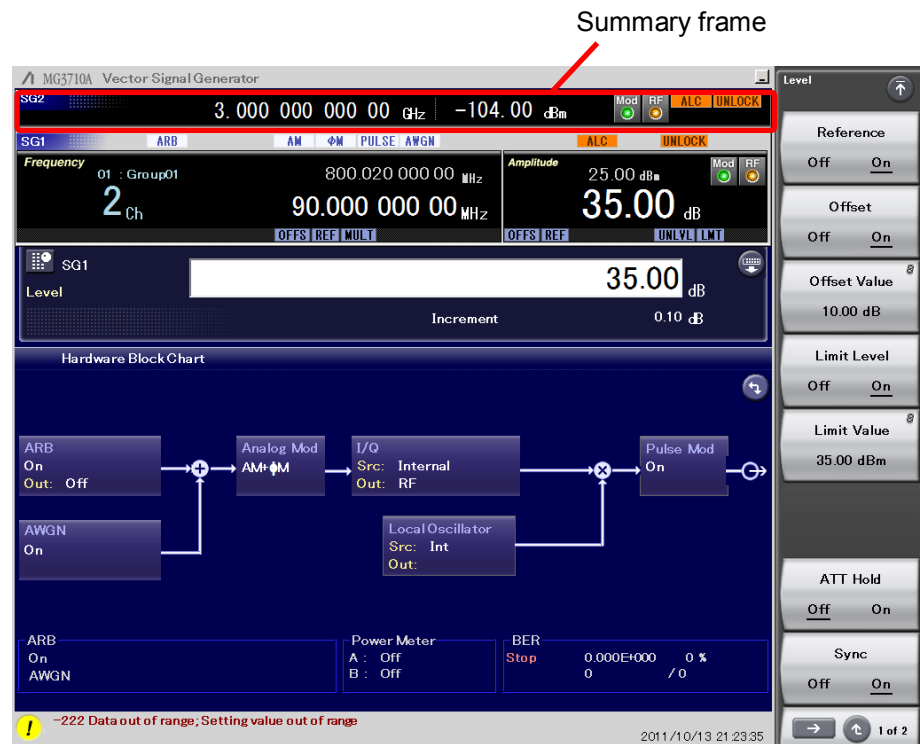 Summary frame
MG3710A Vector Signal Generator
SG2
3.000 000 000 00 GHz -104.00 dBm Mod RF ALC UNLOCK
SG1 ARB AM ΦM PULSE AWGN ALC UNLOCK
Frequency
01 : Group01 800.020 000 00 MHz
2 Ch 90.000 000 00 MHz
OFFS REF MULT
Amplitude
25.00 dBm Mod RF
35.00 dB
OFFS REF UNLVL LMT
SG1
Level
35.00 dB
Increment 0.10 dB
Hardware Block Chart
ARB
On
Out: Off
Analog Mod
AM+ΦM
I/Q
Src: Internal
Out: RF
Pulse Mod
On
AWGN
On
Local Oscillator
Src: Int
Out:
ARB
On
AWGN
Power Meter
A : Off
B : Off
BER
Stop 0.000E+000 0 %
0 / 0
-222 Data out of range; Setting value out of range
2011/10/13 21:23:35
Level
Reference
Off On
Offset
Off On
Offset Value 8
10.00 dB
Limit Level
Off On
Limit Value 8
35.00 dBm
ATT Hold
Off On
Sync
Off On
1 of 2